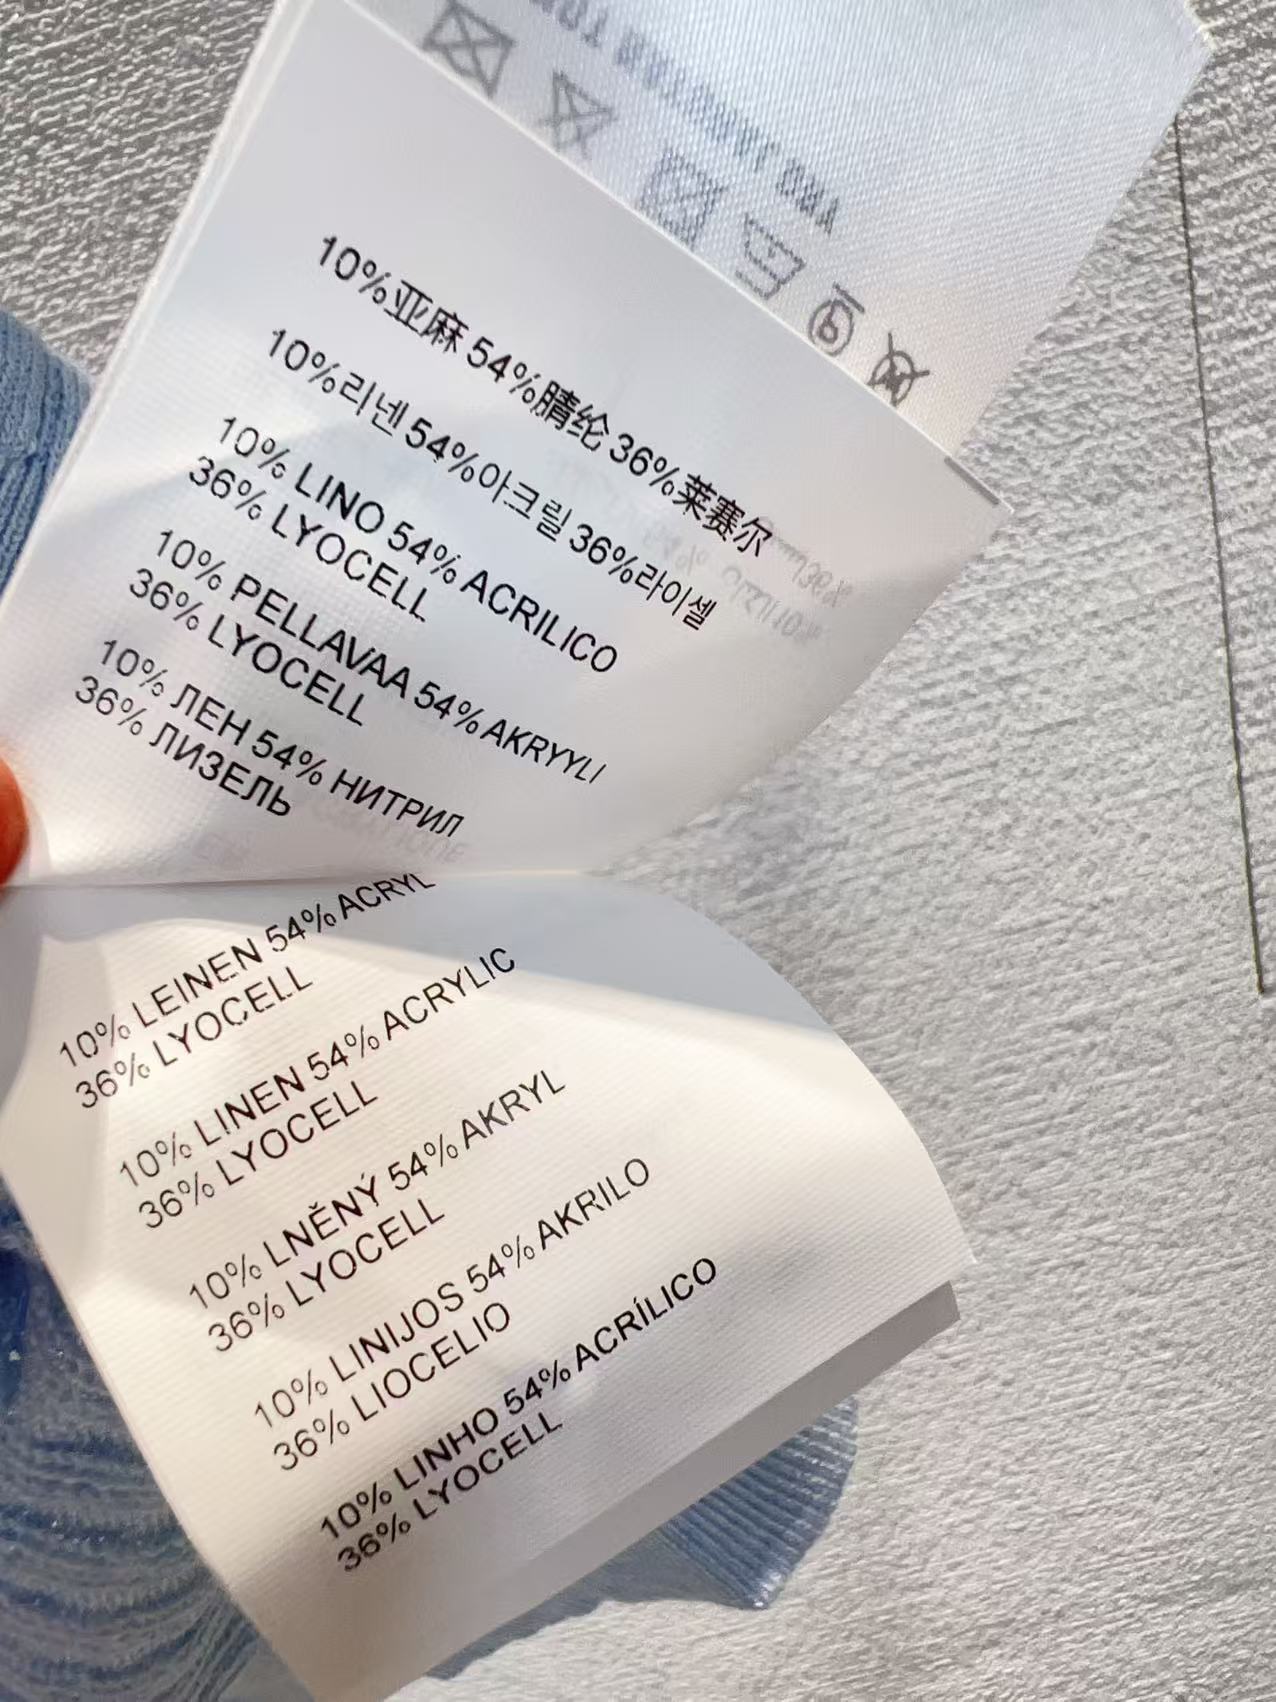 10%亚麻 54%腈纶 36%莱赛尔
10%리넨 54%아크릴 36%라이셀
10% LINO 54% ACRILICO
36% LYOCELL
10% PELLAVAA 54% AKRYYLI
36% LYOCELL
10% ЛЕН 54% НИТРИЛ
36% ЛИЗЕЛЬ
10% LEINEN 54% ACRYL
36% LYOCELL
10% LINEN 54% ACRYLIC
36% LYOCELL
10% LNĚNÝ 54% AKRYL
36% LYOCELL
10% LINIJOS 54% AKRILO
36% LIOCELIO
10% LINHO 54% ACRÍLICO
36% LYOCELL